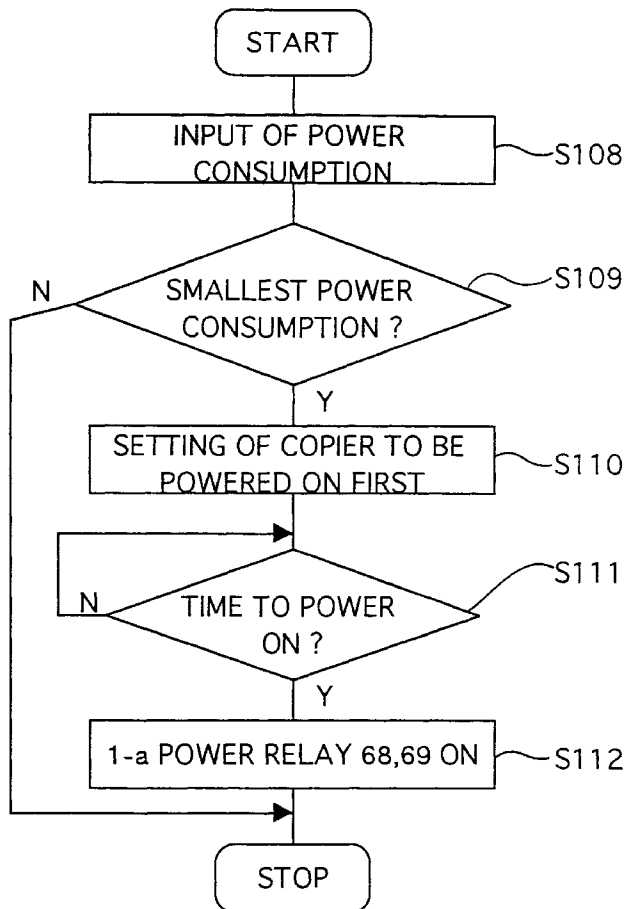 START
INPUT OF POWER
CONSUMPTION
S108
SMALLEST POWER
CONSUMPTION ?
S109
N
Y
SETTING OF COPIER TO BE
POWERED ON FIRST
S110
TIME TO POWER
ON ?
S111
N
Y
1-a POWER RELAY 68,69 ON
S112
STOP